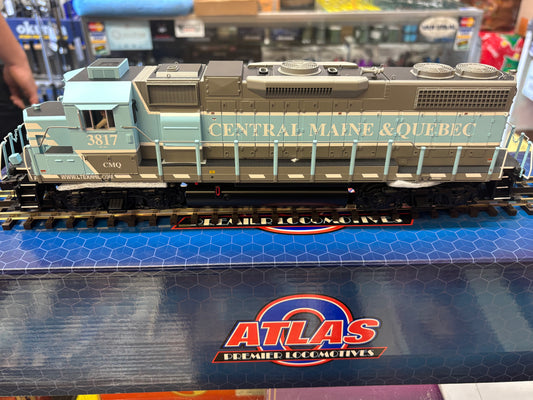 3817
CENTRAL MAINE & QUEBEC
CMQ
PREMIER LOCOMOTIVES
ATLAS
PREMIER LOCOMOTIVES